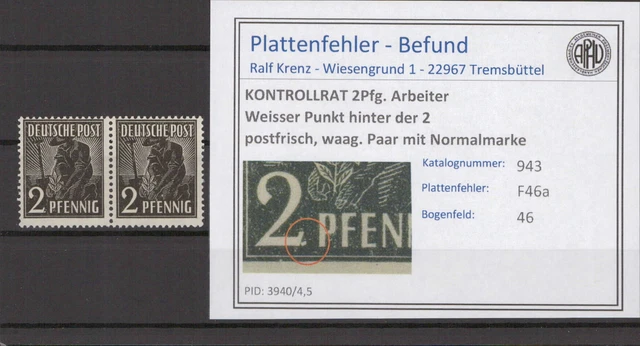 Plattenfehler - Befund
Ralf Krenz - Wiesengrund 1 - 22967 Tremsbüttel
KONTROLLRAT 2Pfg. Arbeiter
Weisser Punkt hinter der 2
postfrisch, waag. Paar mit Normalmarke
Katalognummer: 943
Plattenfehler: F46a
Bogenfeld: 46
2 PFENN
PID: 3940/4,5
DEUTSCHE POST
2 PFENNIG
DEUTSCHE POST
2 PFENNIG